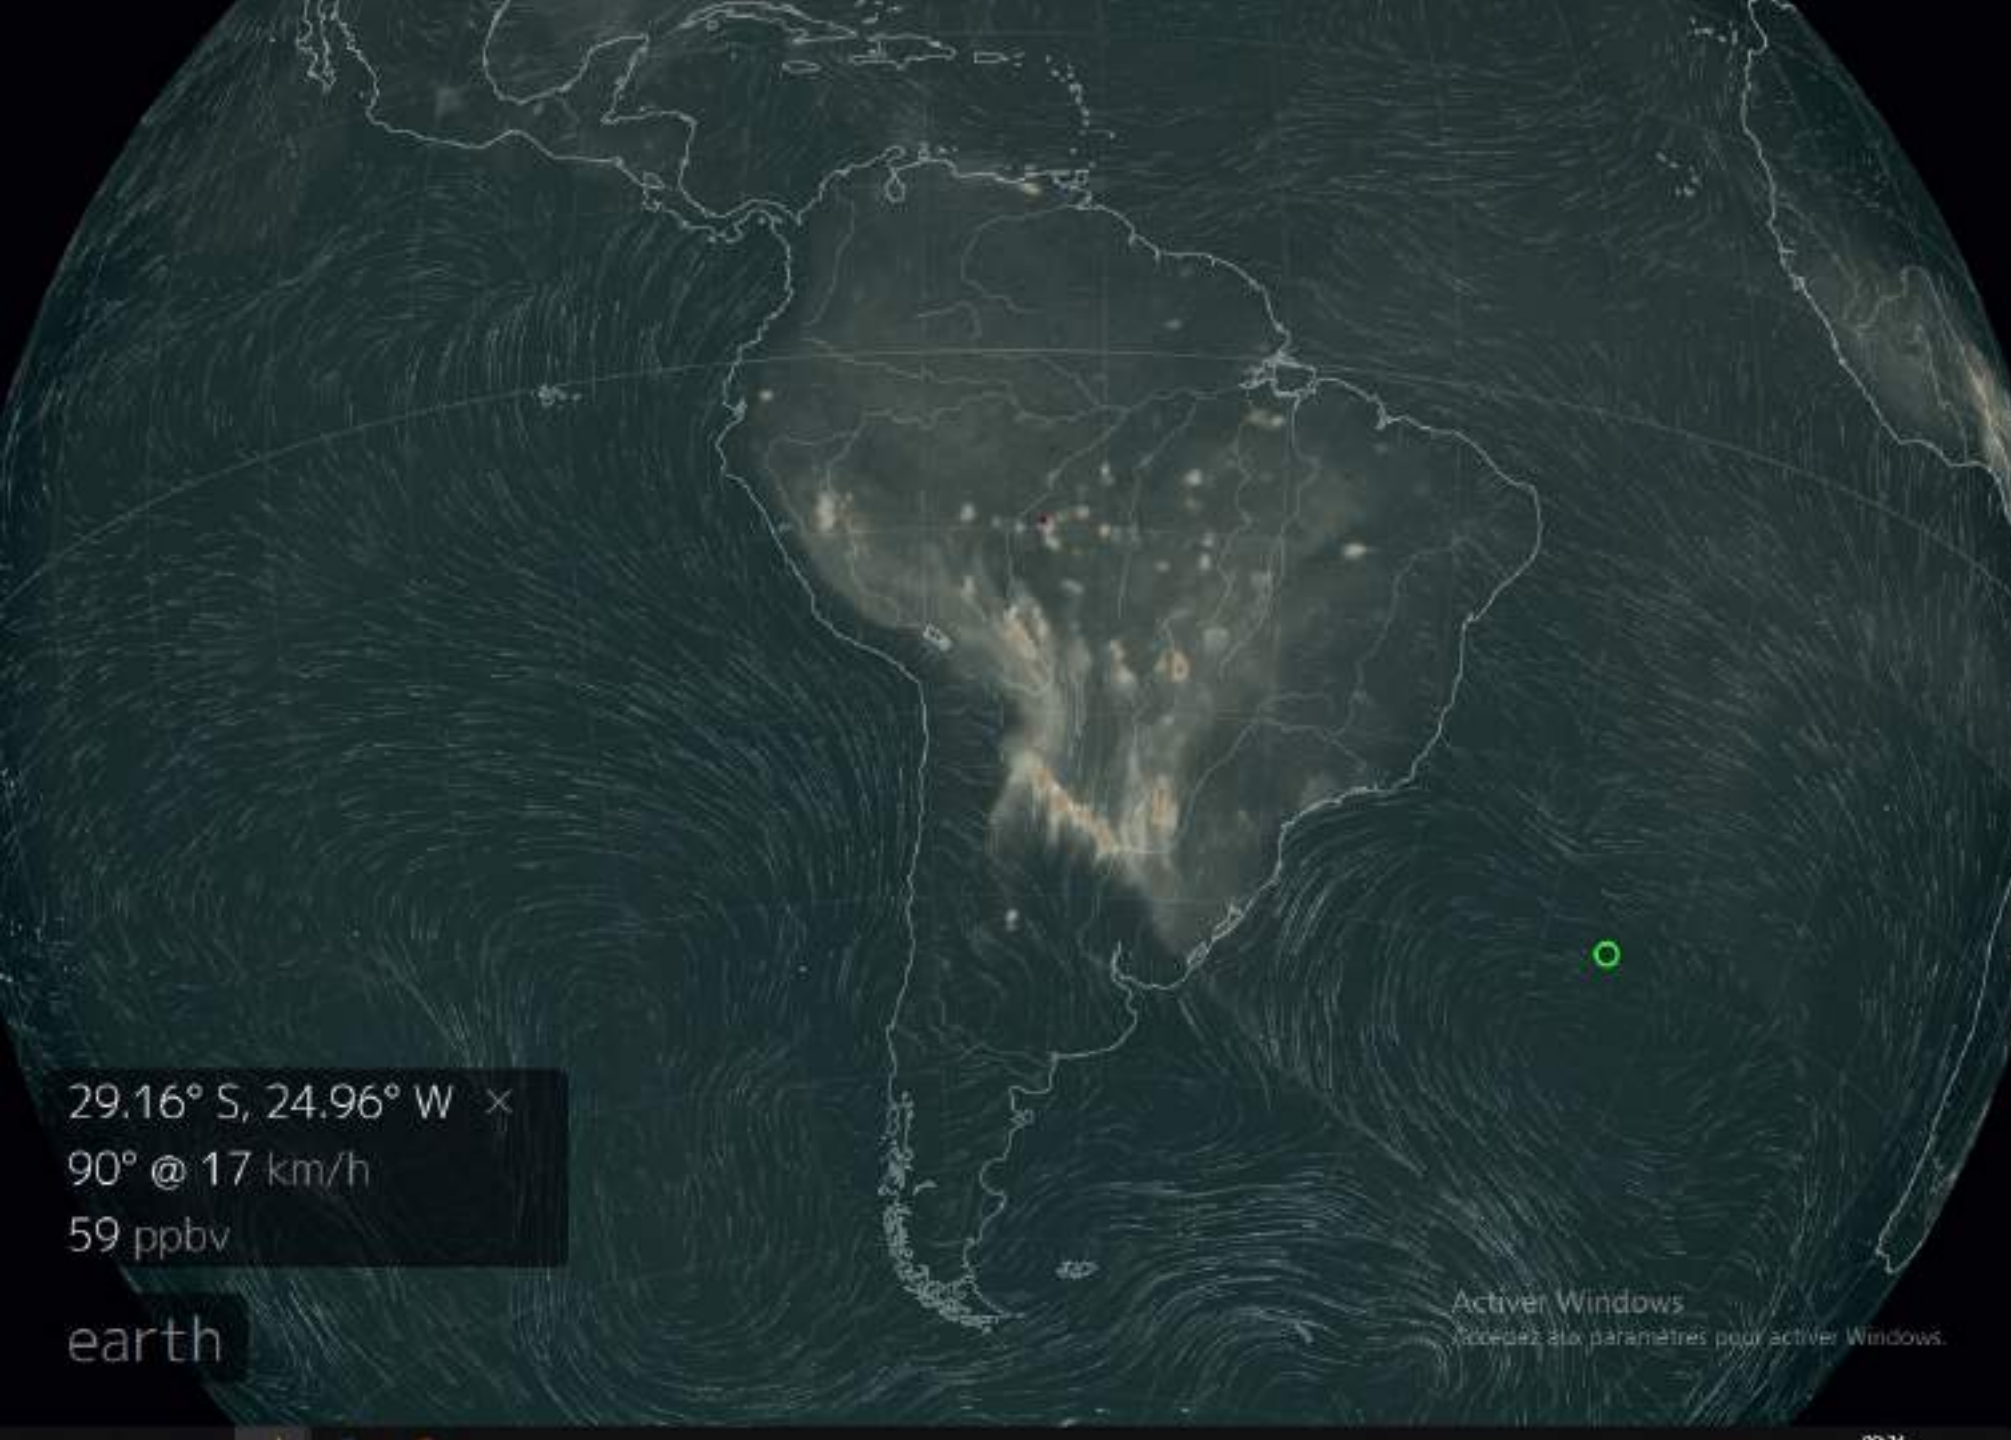 29.16° S, 24.96° W ×
90° @ 17 km/h
59 ppbv
earth
Activer Windows
Accédez aux paramètres pour activer Windows.